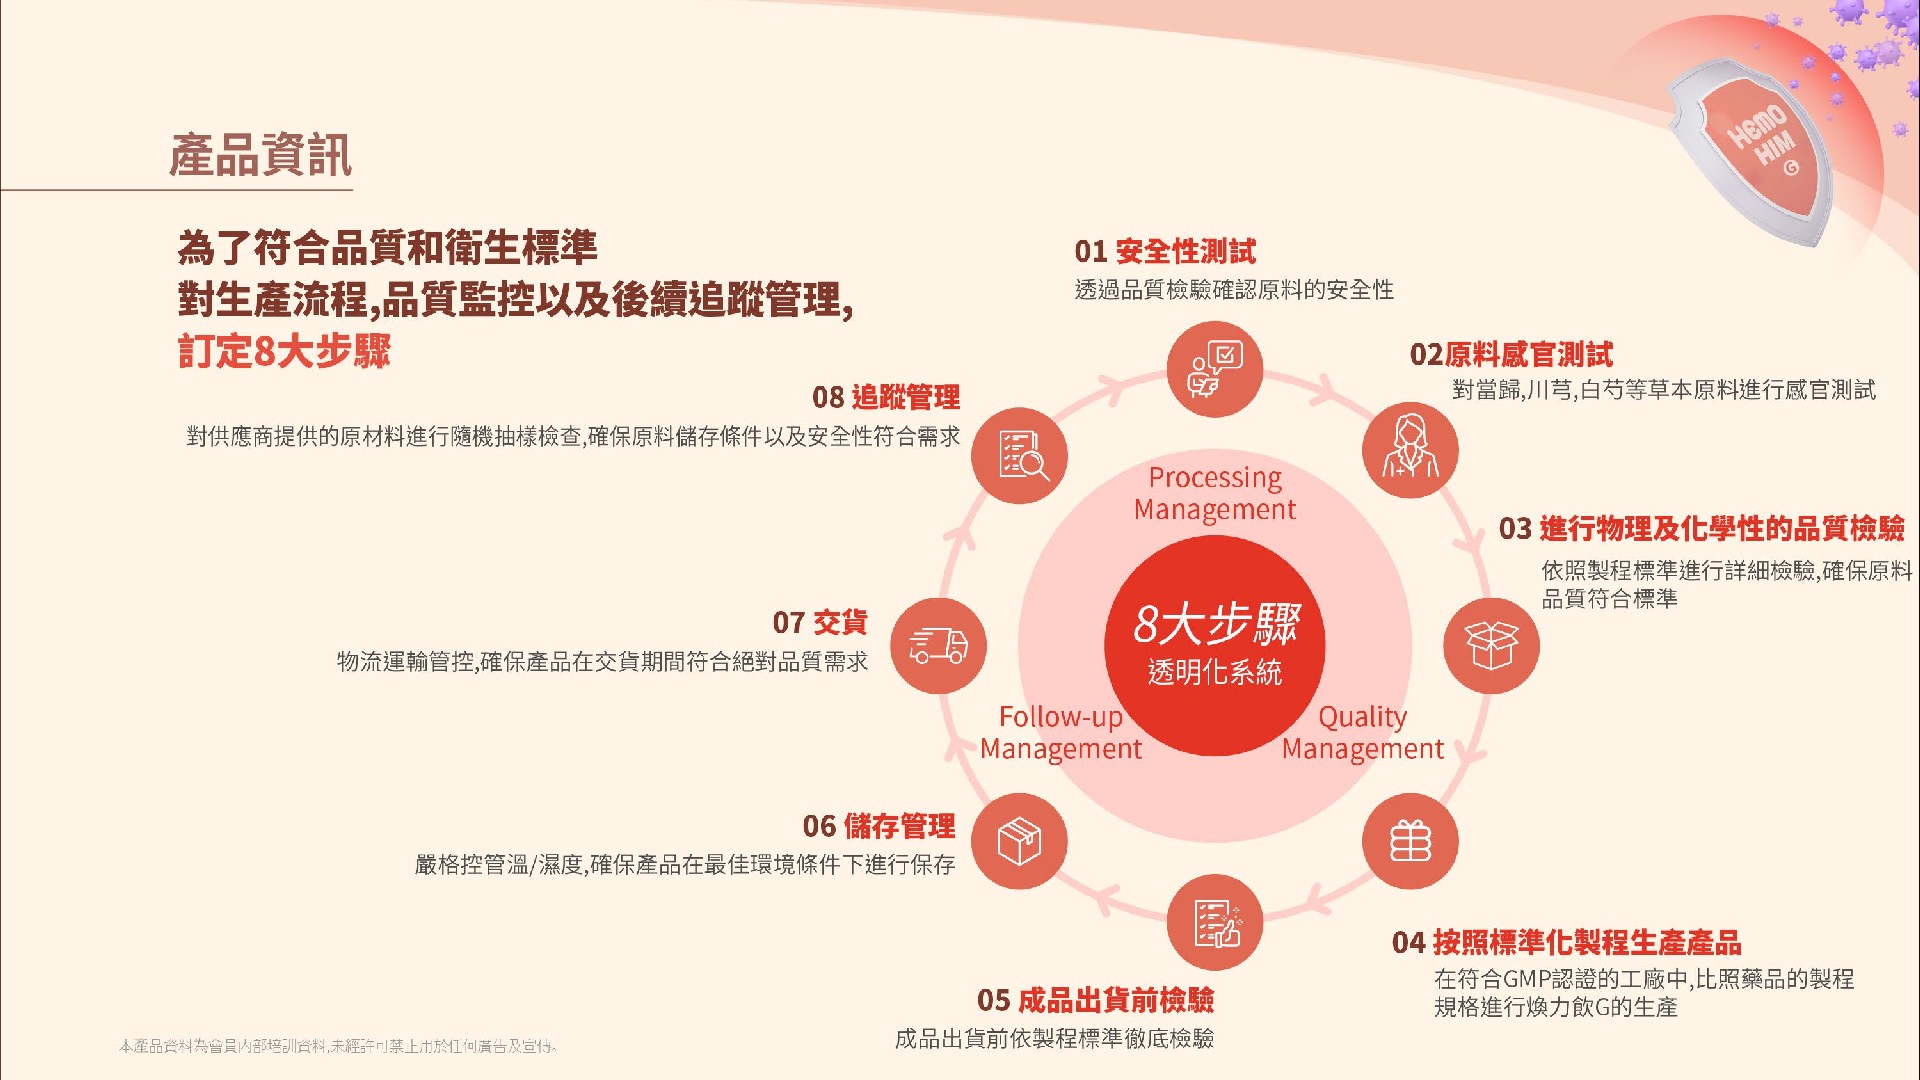 產品資訊
HEMO
HIM
G
為了符合品質和衛生標準
對生產流程,品質監控以及後續追蹤管理,
訂定8大步驟
01 安全性測試
透過品質檢驗確認原料的安全性
02原料感官測試
對當歸,川芎,白芍等草本原料進行感官測試
03 進行物理及化學性的品質檢驗
依照製程標準進行詳細檢驗,確保原料
品質符合標準
04 按照標準化製程生產產品
在符合GMP認證的工廠中,比照藥品的製程
規格進行煥力飲G的生產
05 成品出貨前檢驗
成品出貨前依製程標準徹底檢驗
06 儲存管理
嚴格控管溫/濕度,確保產品在最佳環境條件下進行保存
07 交貨
物流運輸管控,確保產品在交貨期間符合絕對品質需求
08 追蹤管理
對供應商提供的原材料進行隨機抽樣檢查,確保原料儲存條件以及安全性符合需求
Processing
Management
8大步驟
透明化系統
Follow-up
Management
Quality
Management
本產品資料為會員內部培訓資料,未經許可禁止用於任何廣告及宣傳。